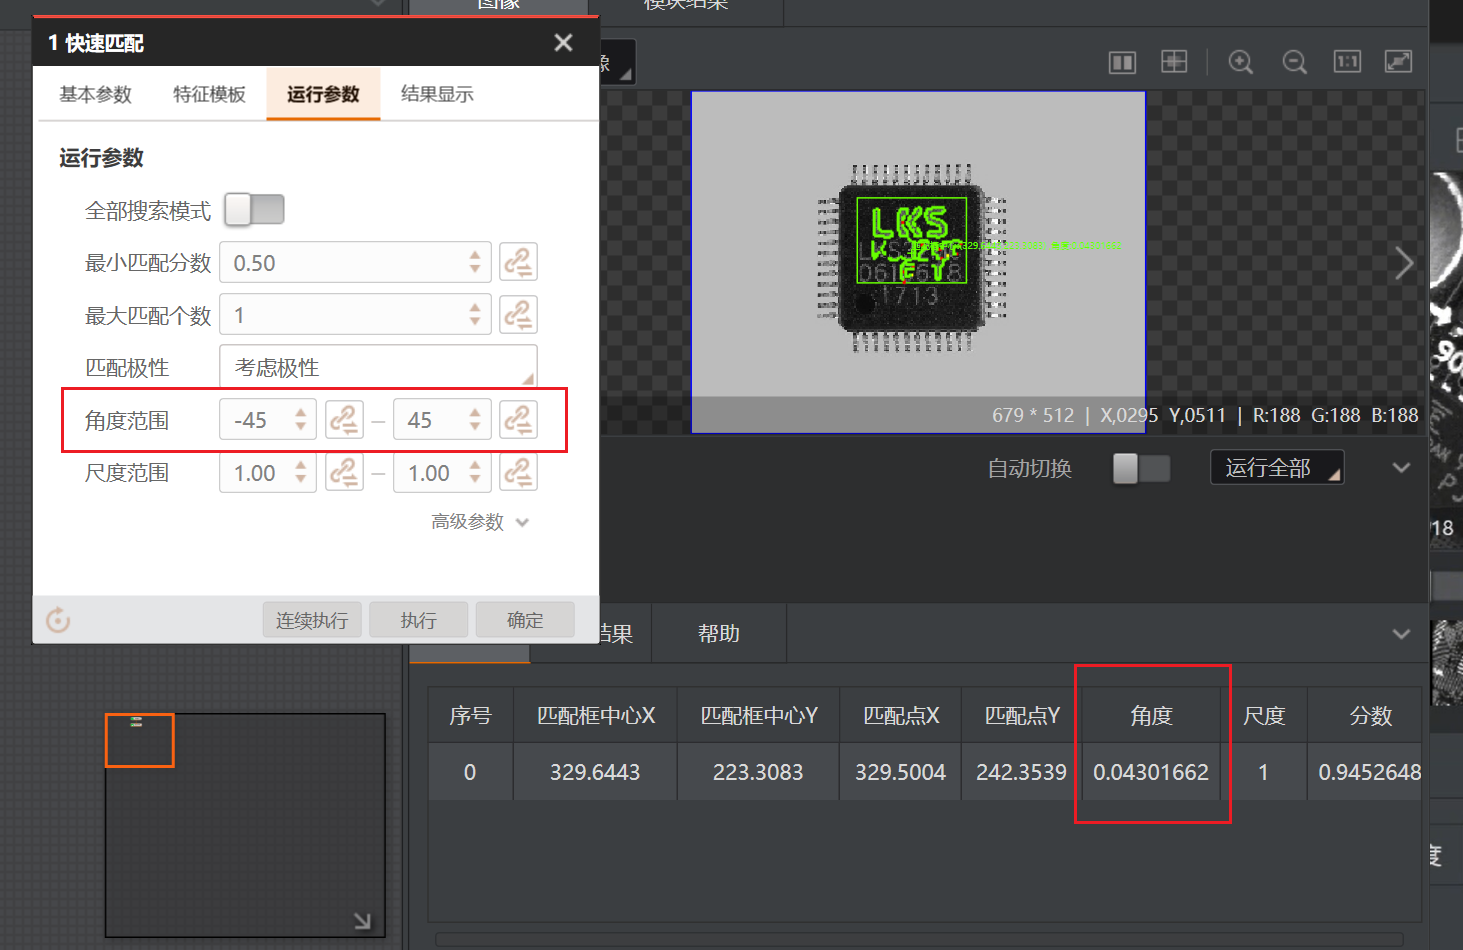 图像
模块结果
1 快速匹配
基本参数 特征模板 运行参数 结果显示
运行参数
全部搜索模式
最小匹配分数 0.50
最大匹配个数 1
匹配极性 考虑极性
角度范围 -45 — 45
尺度范围 1.00 — 1.00
高级参数
连续执行 执行 确定
像
LKS
1713
679 * 512 | X,0295 Y,0511 | R:188 G:188 B:188
自动切换 运行全部
结果 帮助
序号 匹配框中心X 匹配框中心Y 匹配点X 匹配点Y 角度 尺度 分数
0 329.6443 223.3083 329.5004 242.3539 0.04301662 1 0.9452648
90
/18
度